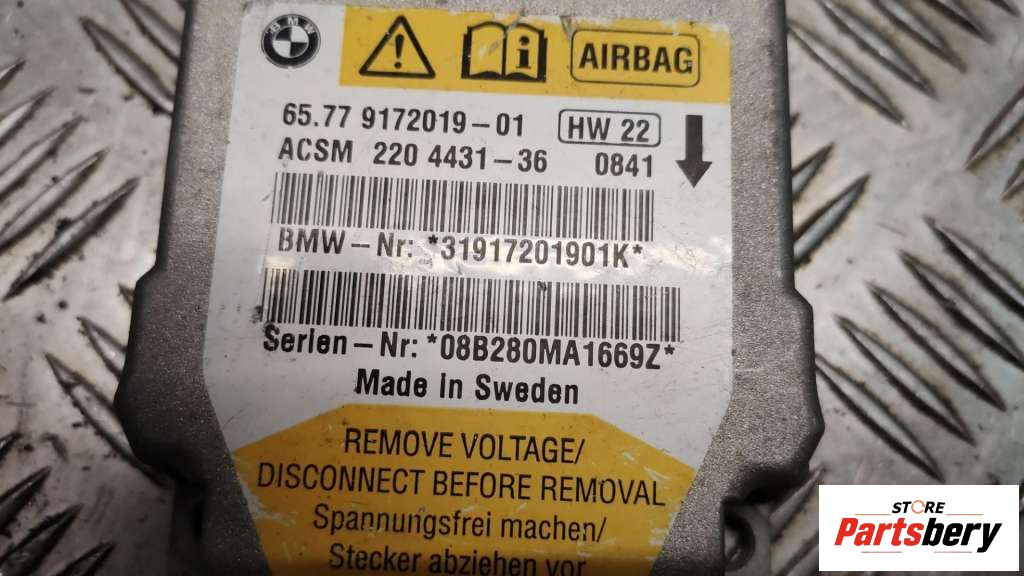 BMW
AIRBAG
65.77 9172019-01 HW 22
ACSM 220 4431-36 0841
BMW-Nr: *31917201901K*
Serien-Nr: *08B280MA1669Z*
Made in Sweden
REMOVE VOLTAGE/
DISCONNECT BEFORE REMOVAL
Spannungsfrei machen/
Stecker abziehen vor
STORE
Partsbery